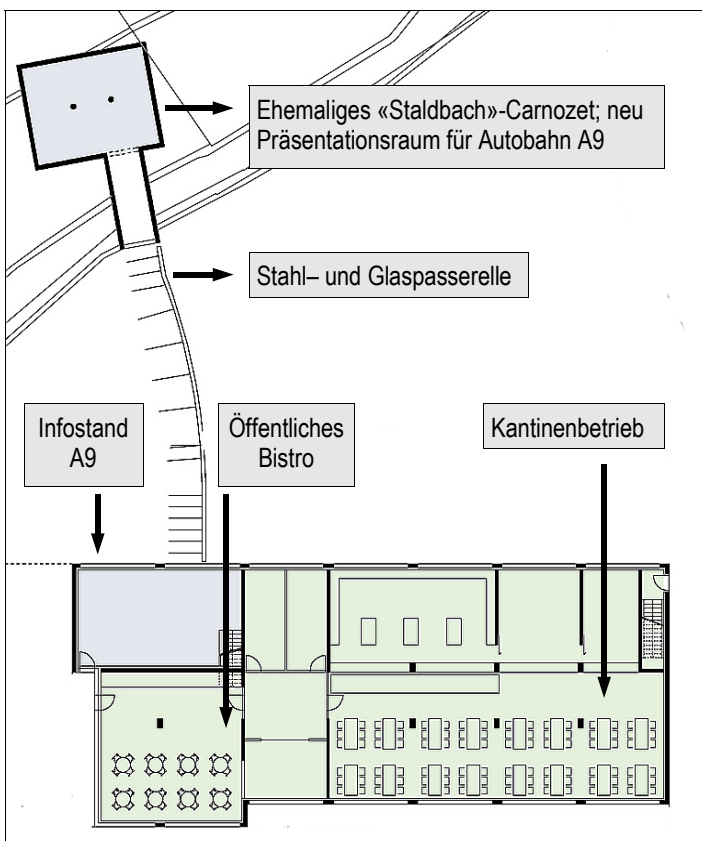 Ehemaliges «Staldbach»-Carnozet; neu
Präsentationsraum für Autobahn A9
Stahl– und Glaspasserelle
Infostand
A9
Öffentliches
Bistro
Kantinenbetrieb